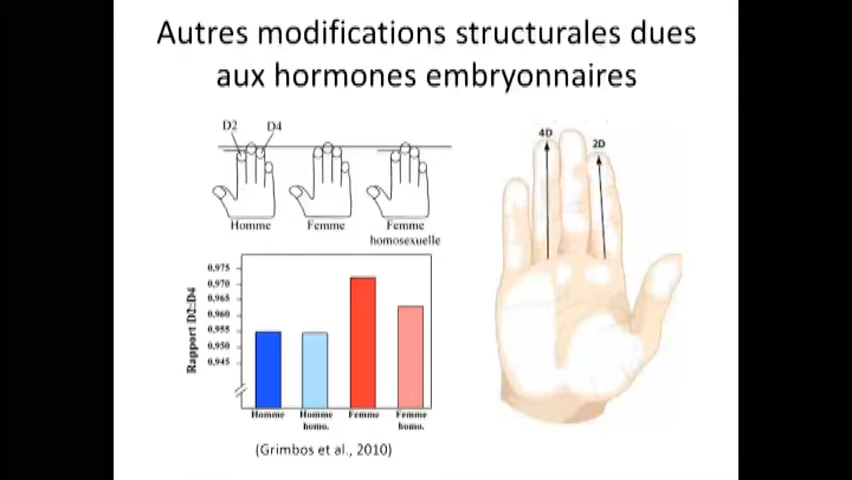 Autres modifications structurales dues
aux hormones embryonnaires
D2 D4
Homme Femme Femme
homosexuelle
4D
2D
Rapport D2:D4
0,975
0,970
0,965
0,960
0,955
0,950
0,945
Homme Homme homo. Femme Femme homo.
(Grimbos et al., 2010)